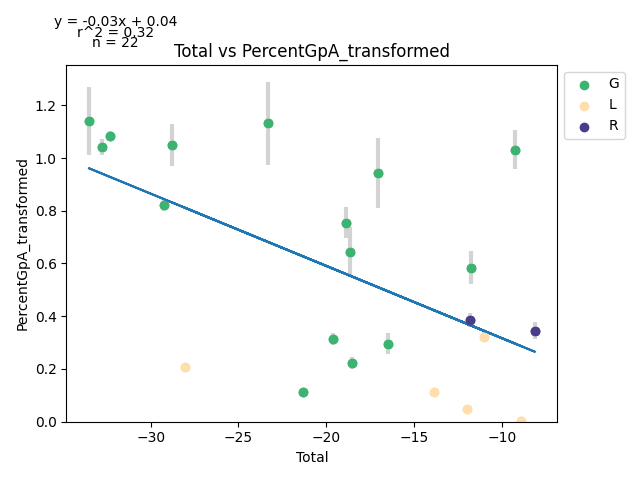 y = -0.03x + 0.04
r^2 = 0.32
n = 22
Total vs PercentGpA_transformed
G
L
R
1.2
1.0
0.8
0.6
0.4
0.2
0.0
PercentGpA_transformed
−30
−25
−20
−15
−10
Total